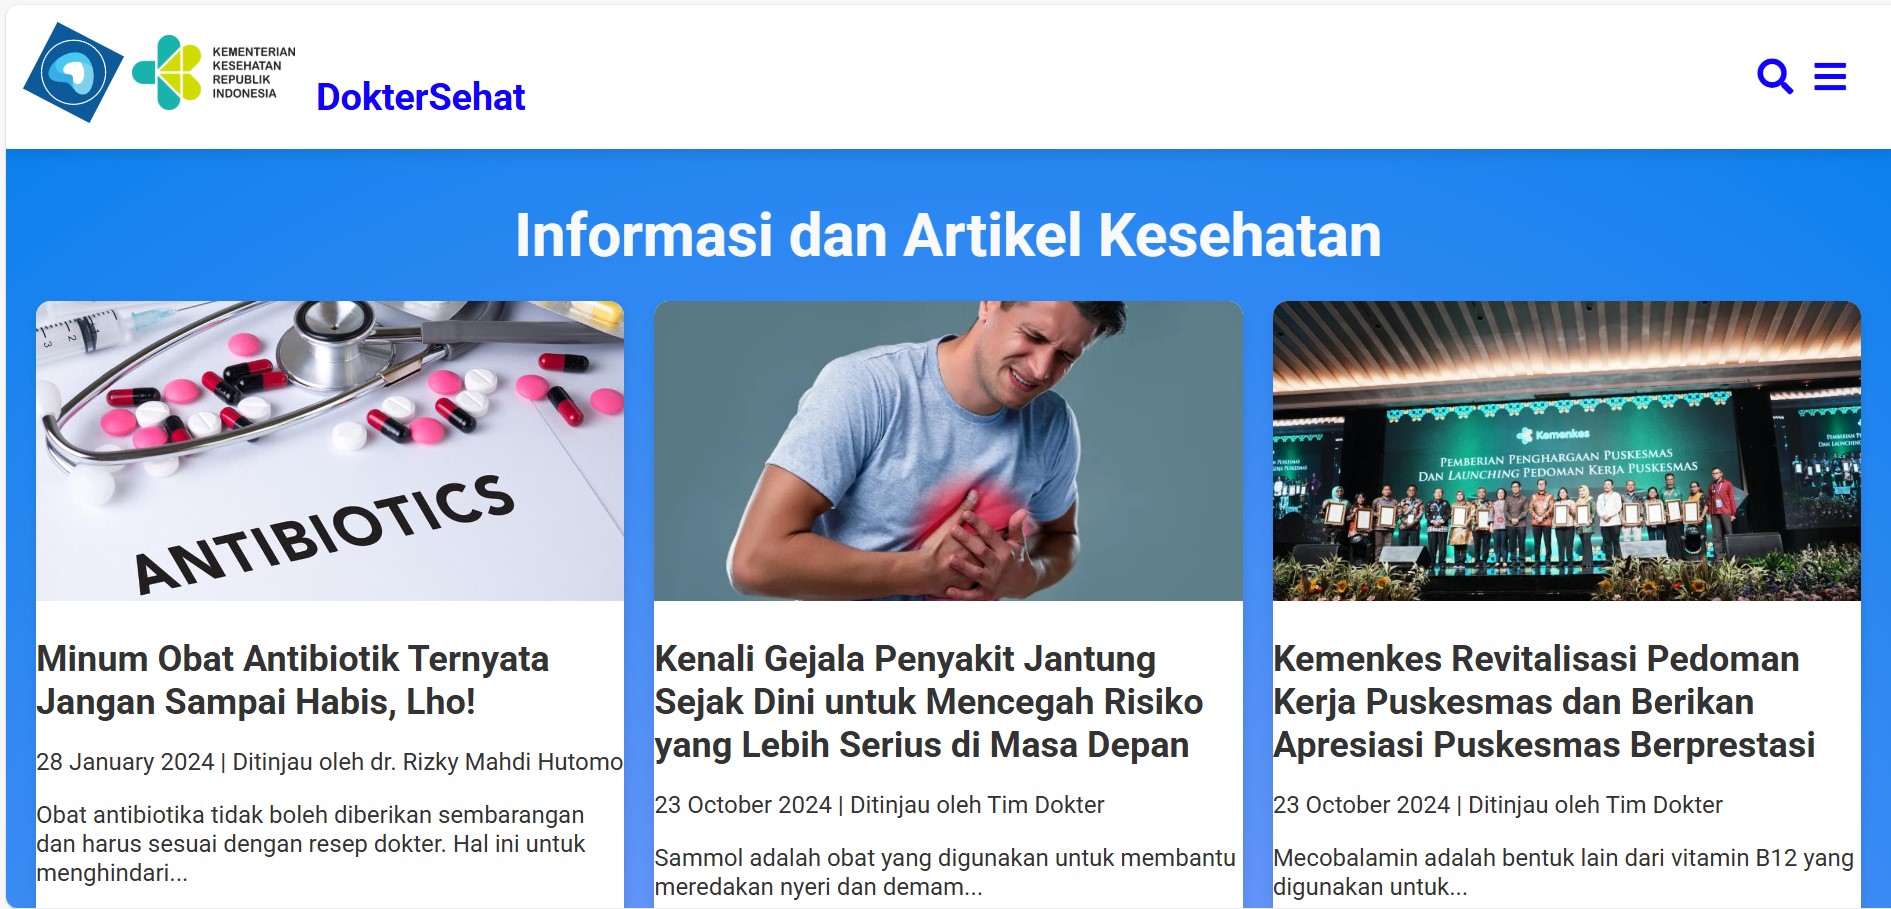 KEMENTERIAN
KESEHATAN
REPUBLIK
INDONESIA
DokterSehat
Informasi dan Artikel Kesehatan
ANTIBIOTICS
Kemenkes
PEMBERIAN PENGHARGAAN PUSKESMAS
DAN LAUNCHING PEDOMAN KERJA PUSKESMAS
Minum Obat Antibiotik Ternyata
Jangan Sampai Habis, Lho!
28 January 2024 | Ditinjau oleh dr. Rizky Mahdi Hutomo
Obat antibiotika tidak boleh diberikan sembarangan
dan harus sesuai dengan resep dokter. Hal ini untuk
menghindari...
Kenali Gejala Penyakit Jantung
Sejak Dini untuk Mencegah Risiko
yang Lebih Serius di Masa Depan
23 October 2024 | Ditinjau oleh Tim Dokter
Sammol adalah obat yang digunakan untuk membantu
meredakan nyeri dan demam...
Kemenkes Revitalisasi Pedoman
Kerja Puskesmas dan Berikan
Apresiasi Puskesmas Berprestasi
23 October 2024 | Ditinjau oleh Tim Dokter
Mecobalamin adalah bentuk lain dari vitamin B12 yang
digunakan untuk...